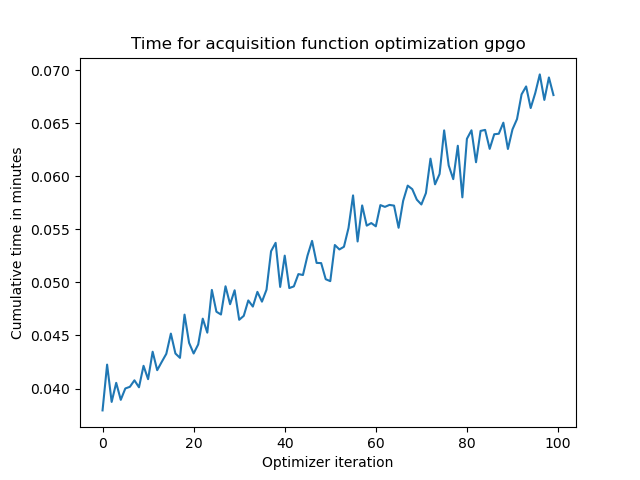 Time for acquisition function optimization gpgo
0.070
0.065
0.060
0.055
0.050
0.045
0.040
Cumulative time in minutes
0 20 40 60 80 100
Optimizer iteration